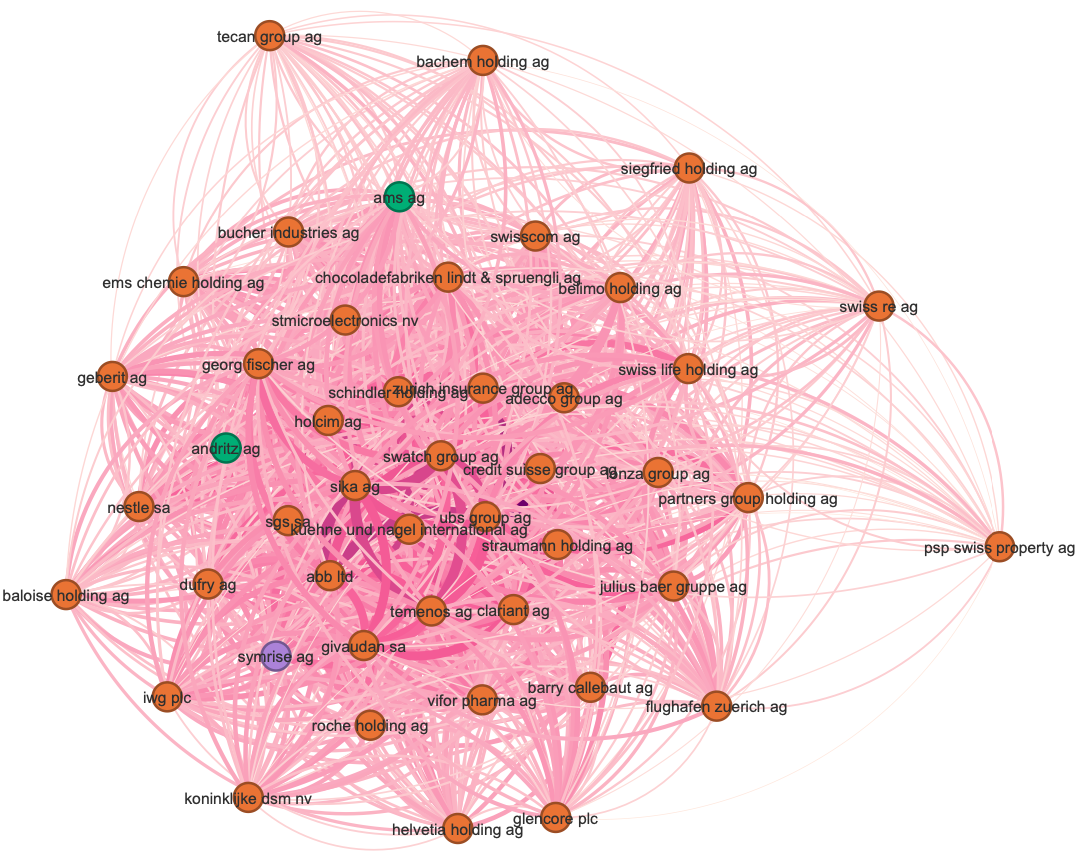 tecan group ag
bachem holding ag
siegfried holding ag
ams ag
bucher industries ag
swisscom ag
chocoladefabriken lindt & spruengli ag
ems chemie holding ag
belimo holding ag
swiss re ag
stmicroelectronics nv
georg fischer ag
swiss life holding ag
geberit ag
schindler holding ag
zurich insurance group ag
adecco group ag
holcim ag
andritz ag
swatch group ag
credit suisse group ag
lonza group ag
sika ag
partners group holding ag
nestle sa
sgs sa
ubs group ag
kuehne und nagel international ag
straumann holding ag
psp swiss property ag
abb ltd
dufry ag
julius baer gruppe ag
baloise holding ag
temenos ag
clariant ag
givaudan sa
symrise ag
barry callebaut ag
iwg plc
vifor pharma ag
flughafen zuerich ag
roche holding ag
koninklijke dsm nv
glencore plc
helvetia holding ag